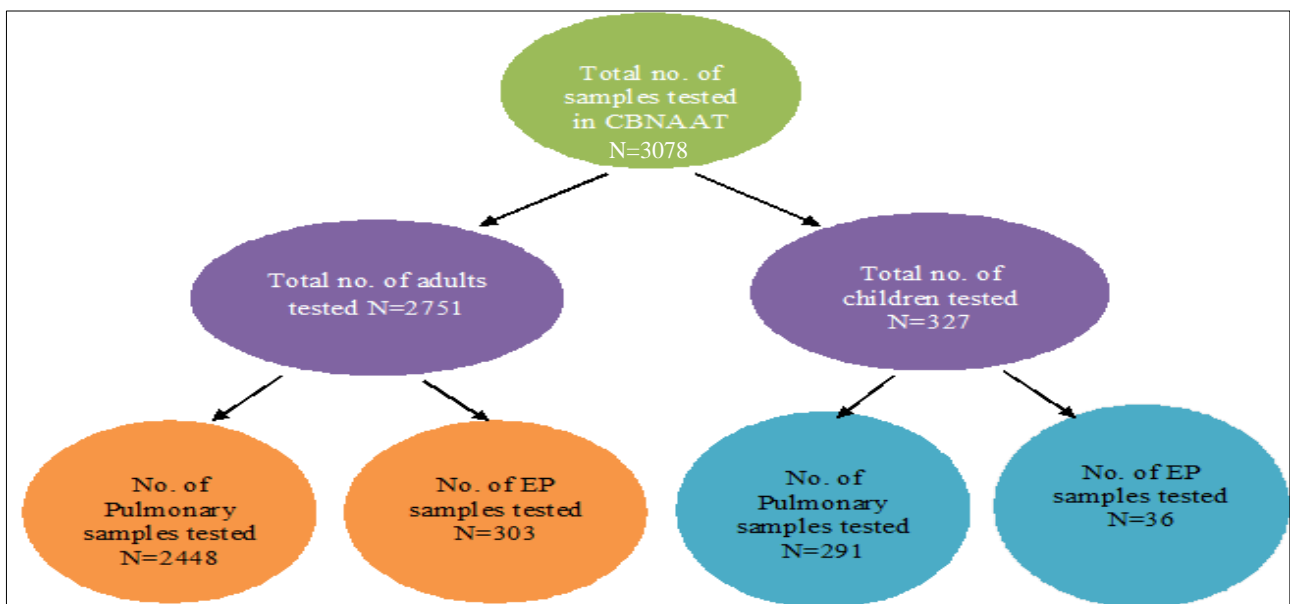 Total no. of
samples tested
in CBNAAT
N=3078
Total no. of adults
tested N=2751
Total no. of
children tested
N=327
No. of
Pulmonary
samples tested
N=2448
No. of EP
samples tested
N=303
No. of
Pulmonary
samples tested
N=291
No. of EP
samples tested
N=36